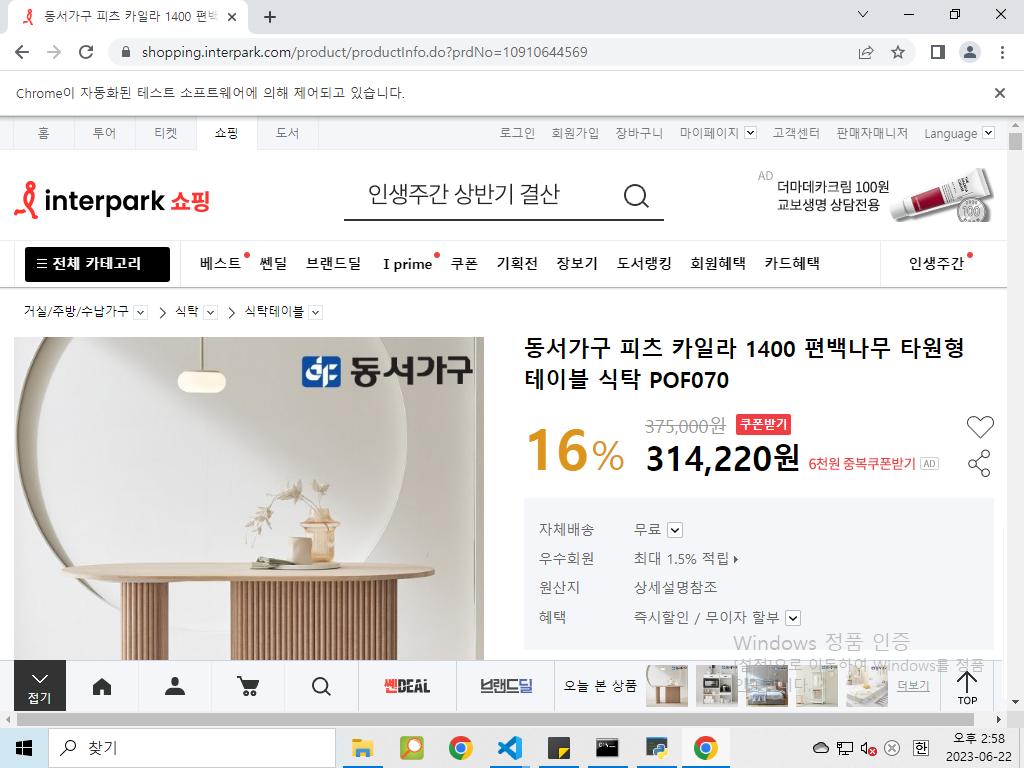 동서가구 피츠 카일라 1400 편백
shopping.interpark.com/product/productInfo.do?prdNo=10910644569
Chrome이 자동화된 테스트 소프트웨어에 의해 제어되고 있습니다.
홈 투어 티켓 쇼핑 도서 로그인 회원가입 장바구니 마이페이지 고객센터 판매자매니저 Language
interpark 쇼핑
인생주간 상반기 결산
AD 더마데카크림 100원
교보생명 상담전용
100
전체 카테고리 베스트 쎈딜 브랜드딜 I prime 쿠폰 기획전 장보기 도서랭킹 회원혜택 카드혜택 인생주간
거실/주방/수납가구 식탁 식탁테이블
동서가구
동서가구 피츠 카일라 1400 편백나무 타원형
테이블 식탁 POF070
16% 375,000원 쿠폰받기
314,220원 6천원 중복쿠폰받기 AD
자체배송 무료
우수회원 최대 1.5% 적립
원산지 상세설명참조
혜택 즉시할인 / 무이자 할부
Windows 정품 인증
[설정]으로 이동하여 Windows를 정품
접기 쎈DEAL 브랜드딜 오늘 본 상품 더보기 TOP
찾기
한
오후 2:58
2023-06-22